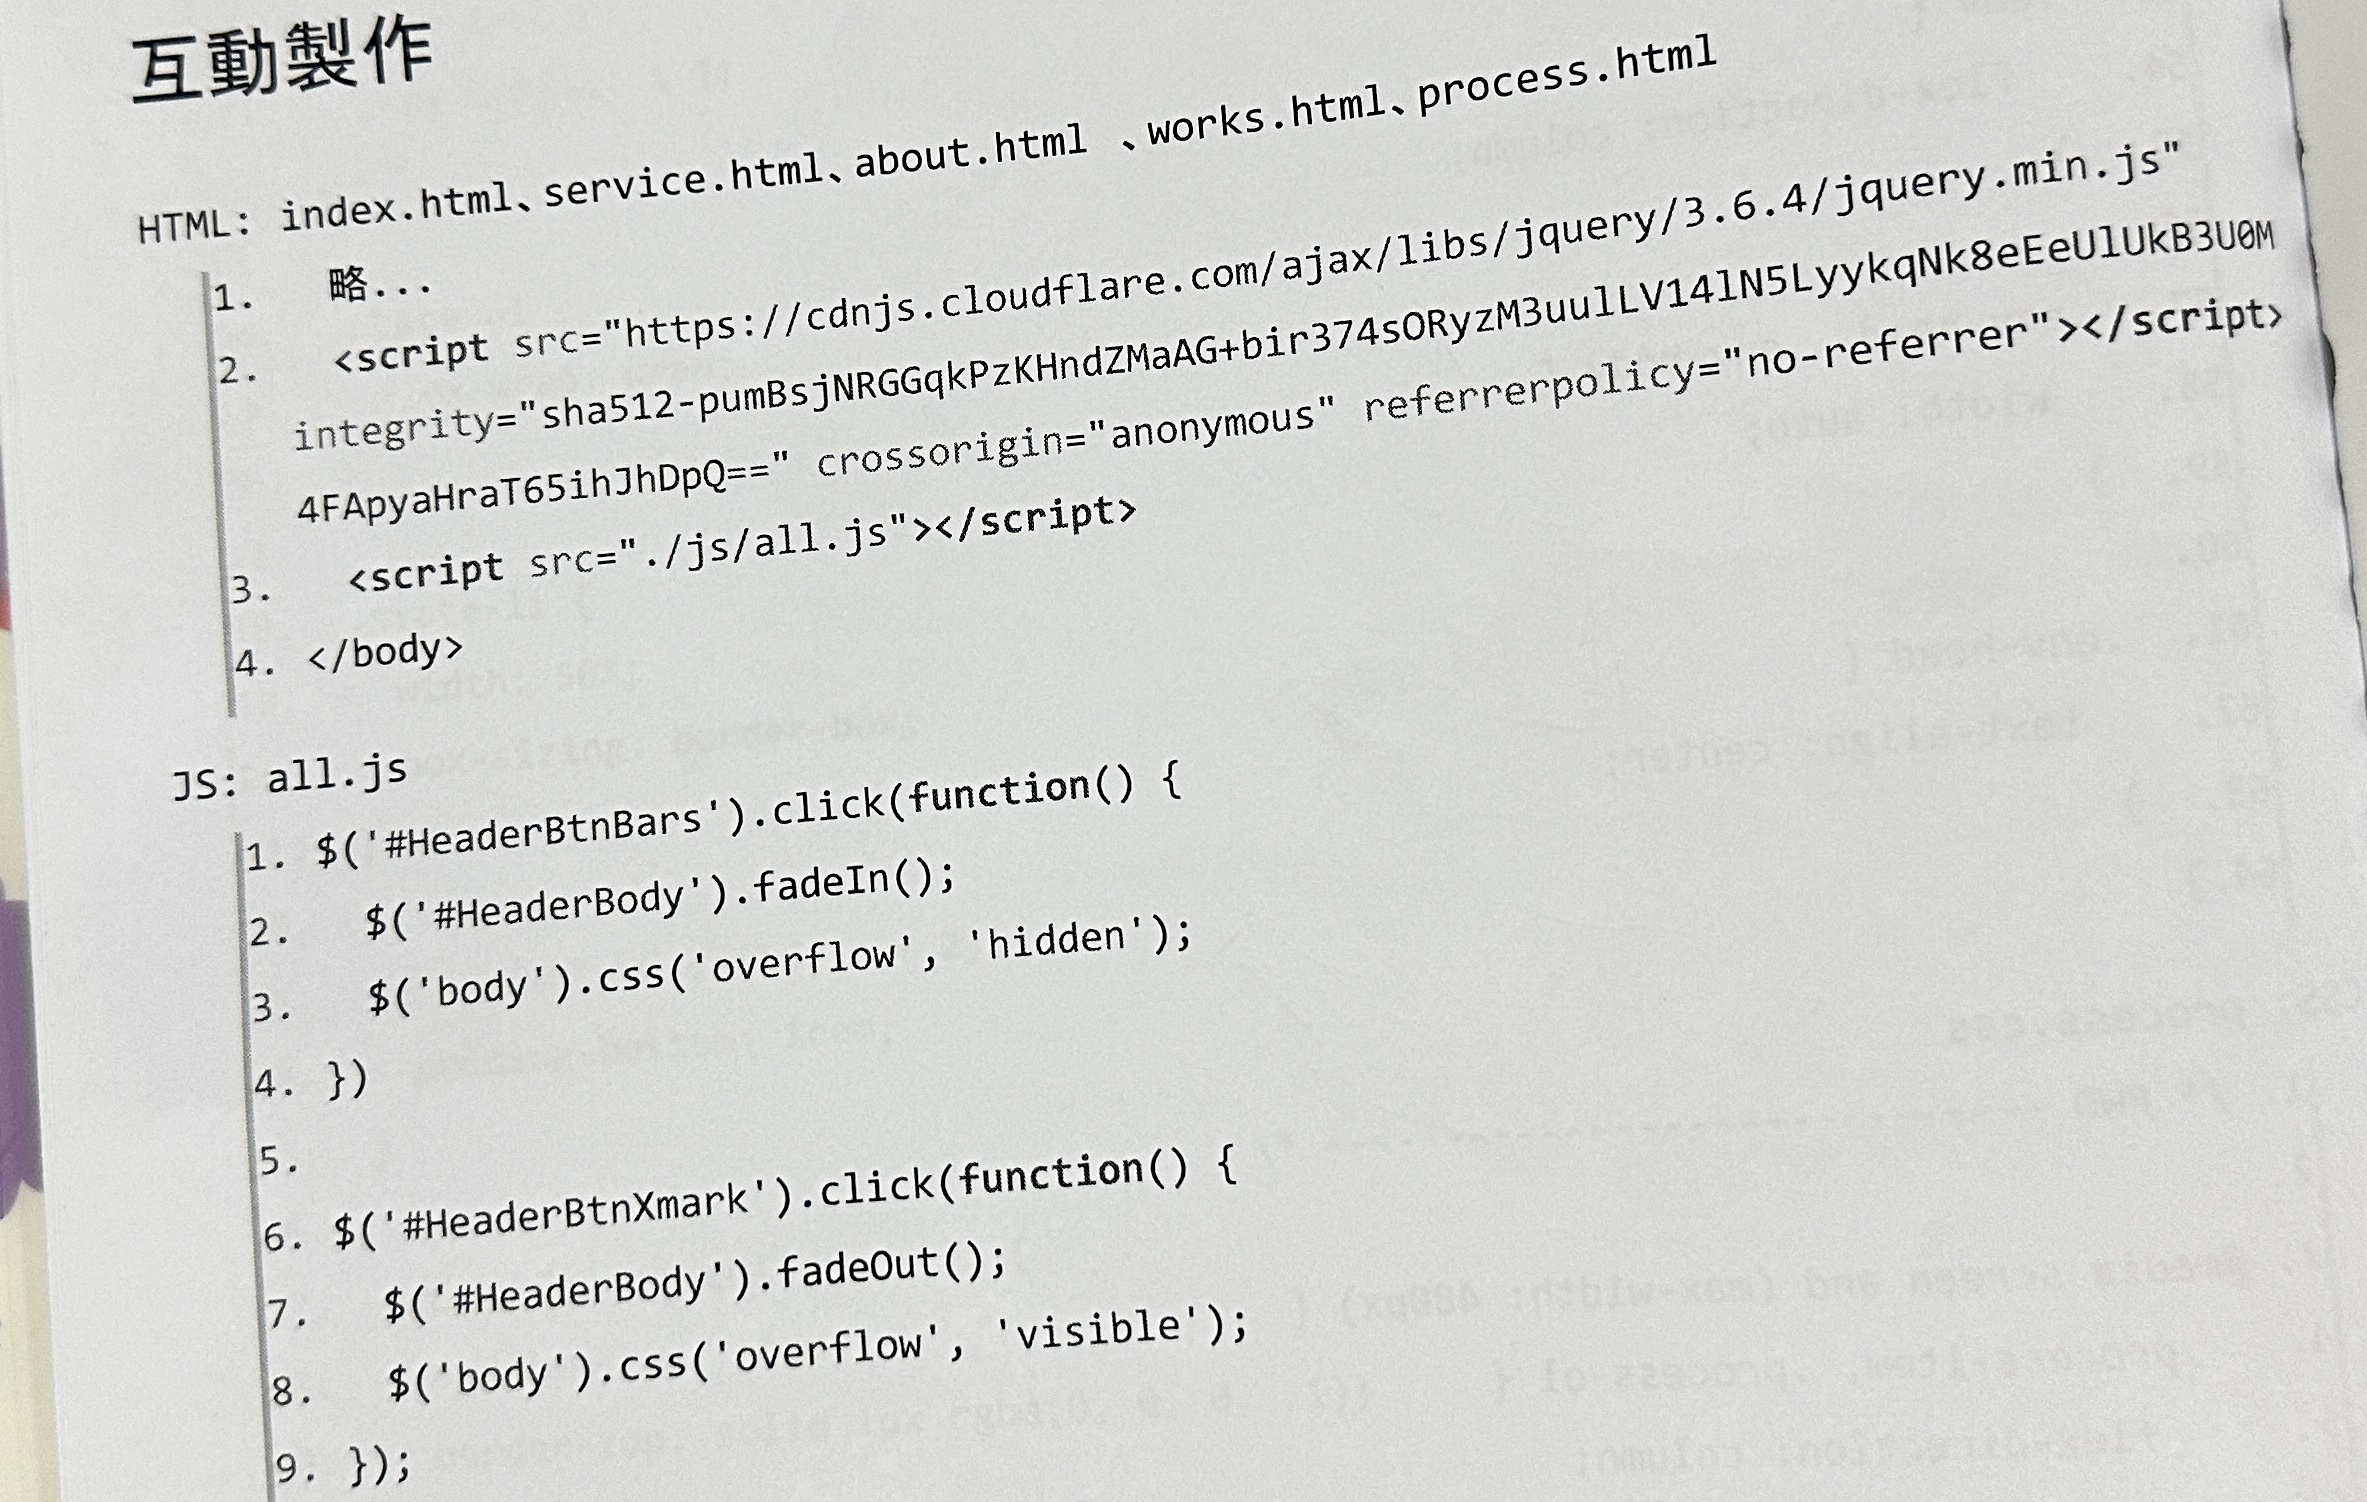 互動製作
HTML: index.html、service.html、about.html 、works.html、process.html
1. 略...
2. <script src="https://cdnjs.cloudflare.com/ajax/libs/jquery/3.6.4/jquery.min.js"
integrity="sha512-pumBsjNRGGqkPzKHndZMaAG+bir374sORyzM3uulLV14lN5LyykqNk8eEeUlUkB3U0M
4FApyaHraT65ihJhDpQ==" crossorigin="anonymous" referrerpolicy="no-referrer"></script>
3. <script src="./js/all.js"></script>
4. </body>
JS: all.js
1. $('#HeaderBtnBars').click(function() {
2. $('#HeaderBody').fadeIn();
3. $('body').css('overflow', 'hidden');
4. })
5.
6. $('#HeaderBtnXmark').click(function() {
7. $('#HeaderBody').fadeOut();
8. $('body').css('overflow', 'visible');
9. });